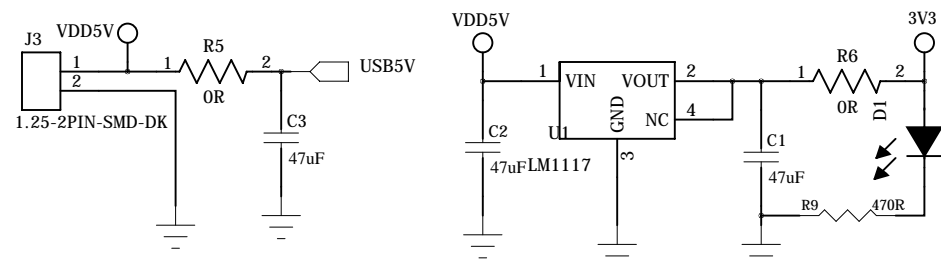 VDD5V
J3
1
1
R5
2
USB5V
2
0R
1.25-2PIN-SMD-DK
C3
47uF
VDD5V
3V3
1
VIN
VOUT
2
1
R6
2
NC
4
0R
D1
GND
U1
C2
3
C1
47uF
LM1117
47uF
R9
470R